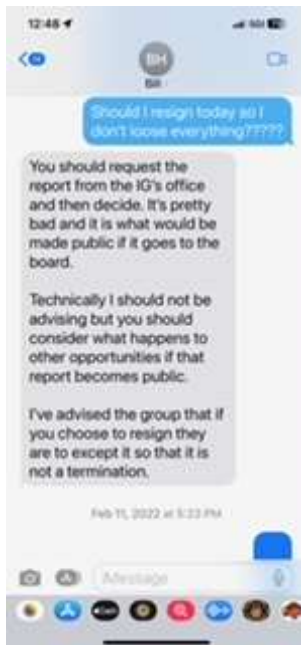 12:48
BH
Bill
Should I resign today so I
don't loose everything?????
You should request the
report from the IG's office
and then decide. It's pretty
bad and it is what would be
made public if it goes to the
board.
Technically I should not be
advising but you should
consider what happens to
other opportunities if that
report becomes public.
I've advised the group that if
you choose to resign they
are to except it so that it is
not a termination.
Feb 11, 2022 at 5:23 PM
iMessage